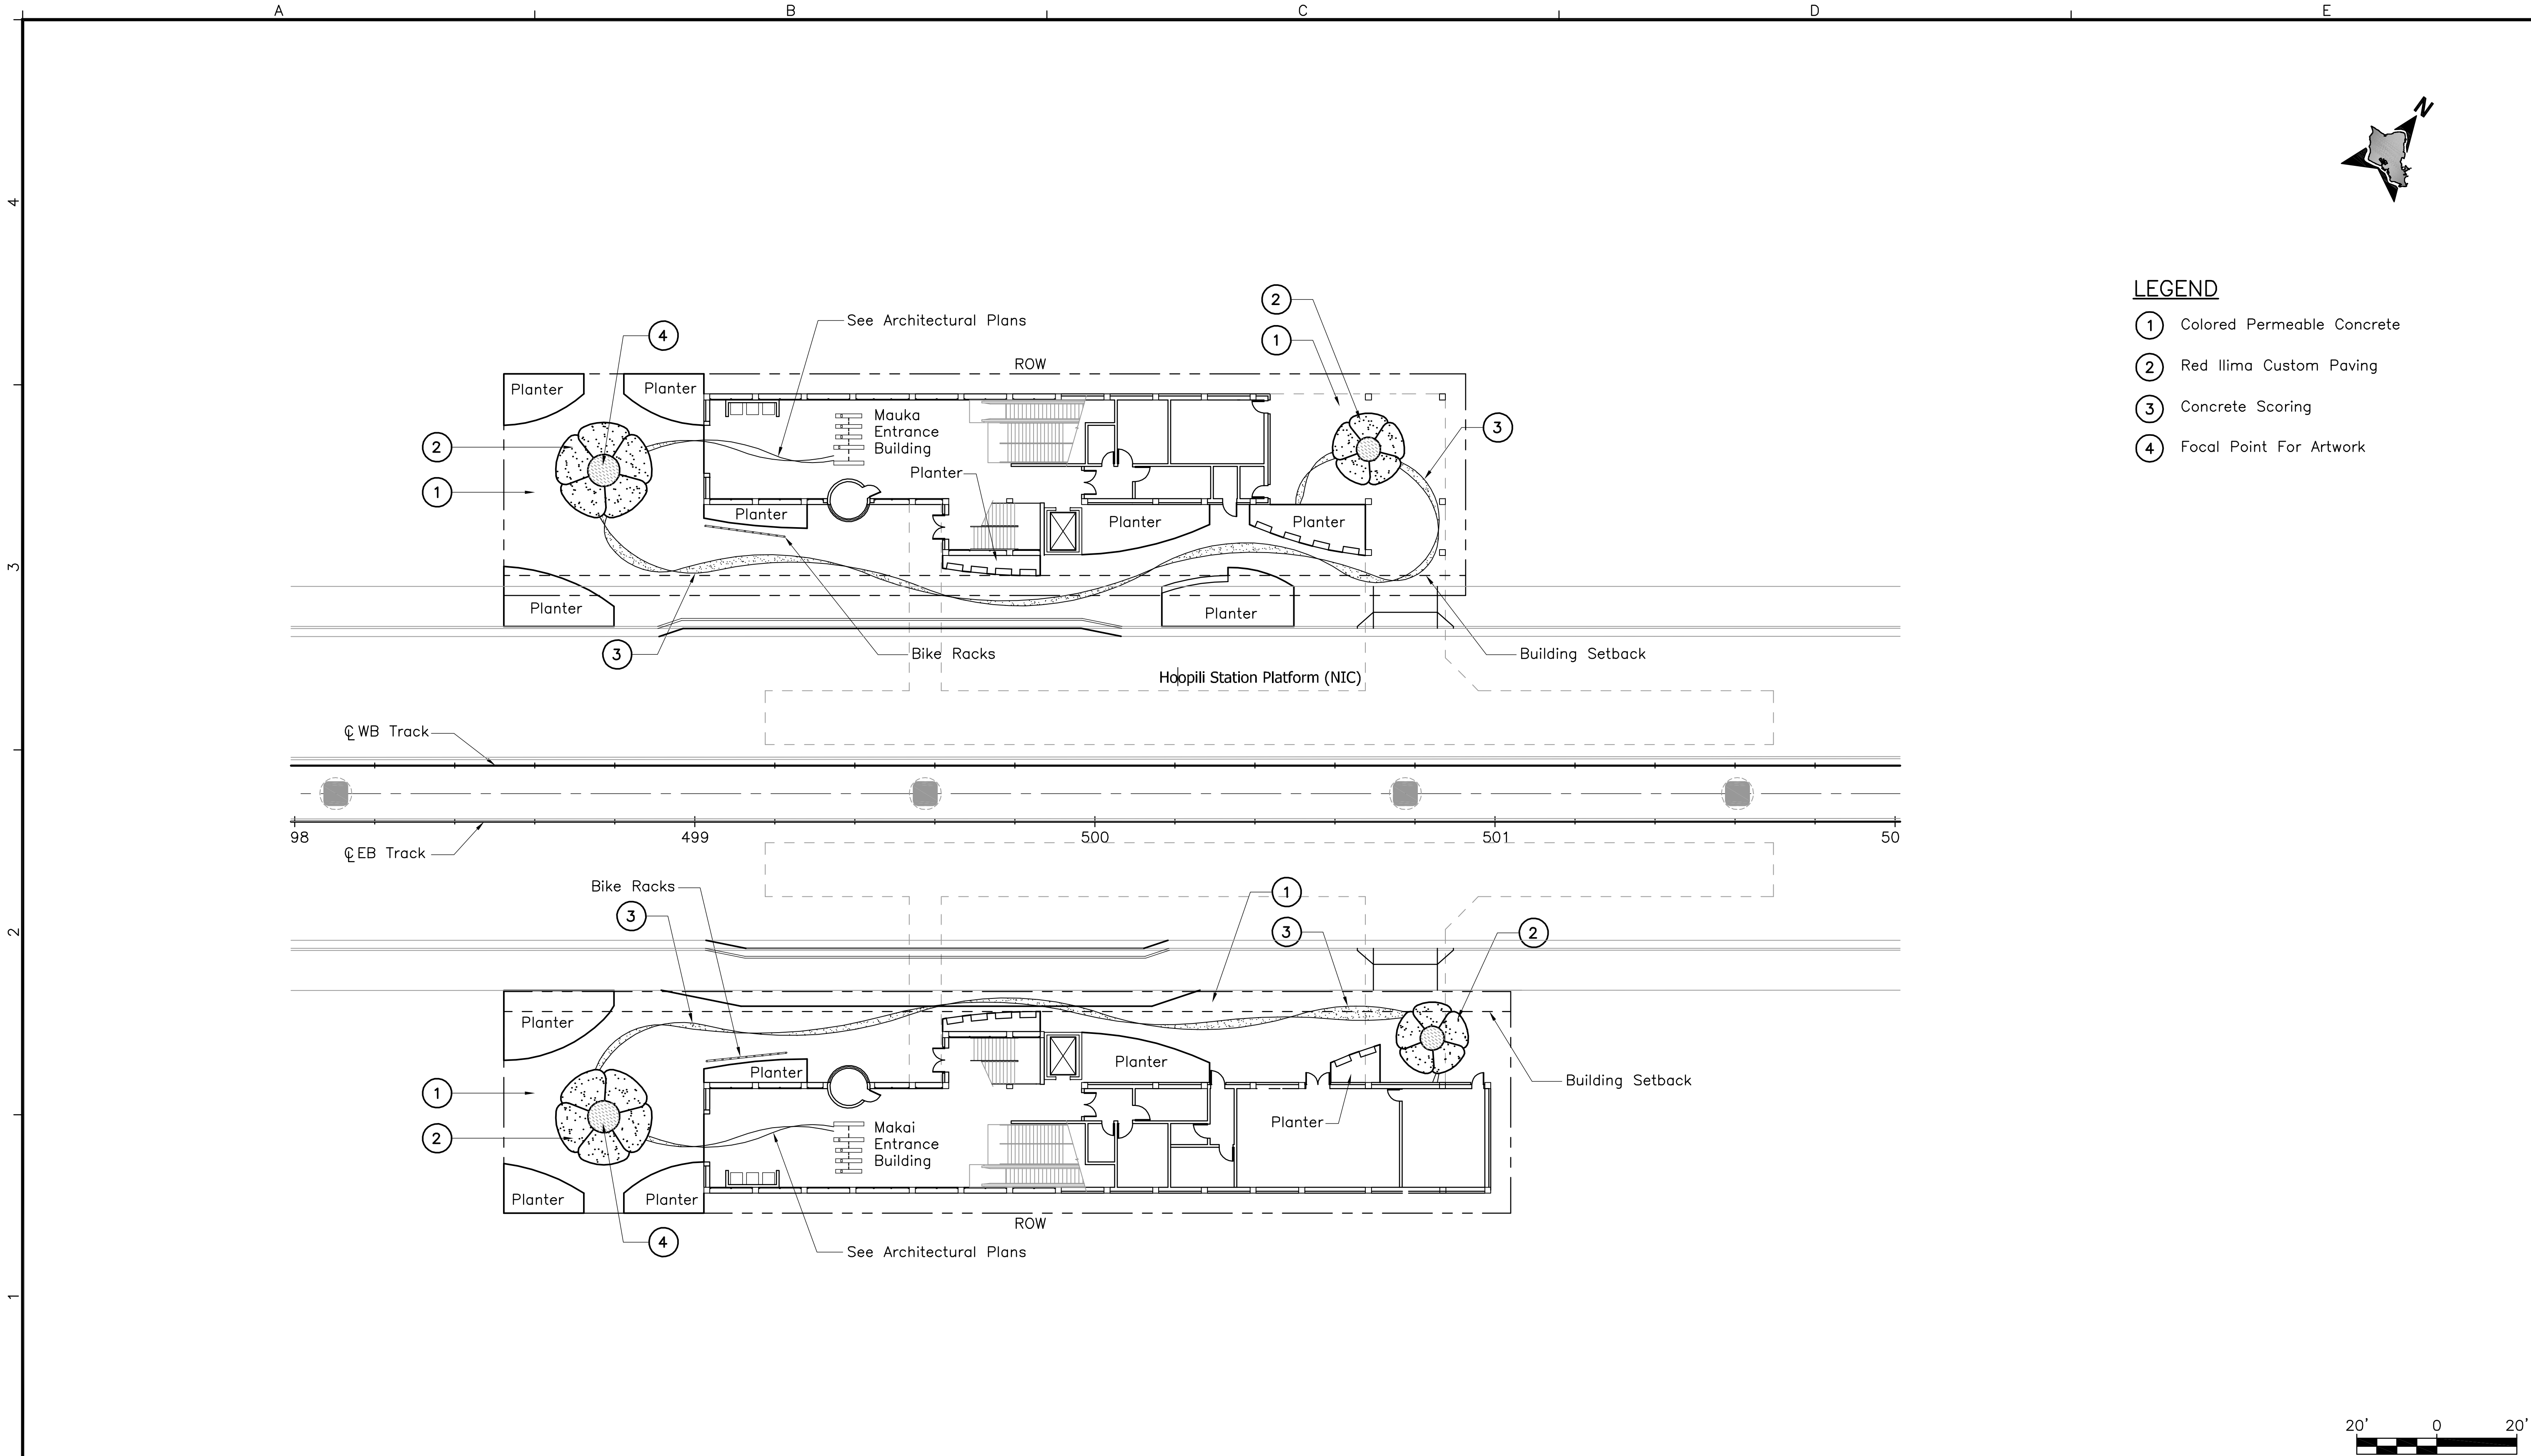 A B C D E
N
4
LEGEND
1 Colored Permeable Concrete
2 Red Ilima Custom Paving
3 Concrete Scoring
4 Focal Point For Artwork
2
See Architectural Plans
4
1
ROW
Planter
Planter
Mauka
Entrance
Building
3
2
Planter
1
Planter
Planter
Planter
3
Planter
Planter
3
Bike Racks
Building Setback
Hoopili Station Platform (NIC)
℄ WB Track
98 499 500 501 50
℄ EB Track
Bike Racks
1
3
3
2
2
Planter
Planter
Planter
Building Setback
1
Planter
Makai
Entrance
Building
2
Planter
Planter
ROW
4
See Architectural Plans
1
20' 0 20'